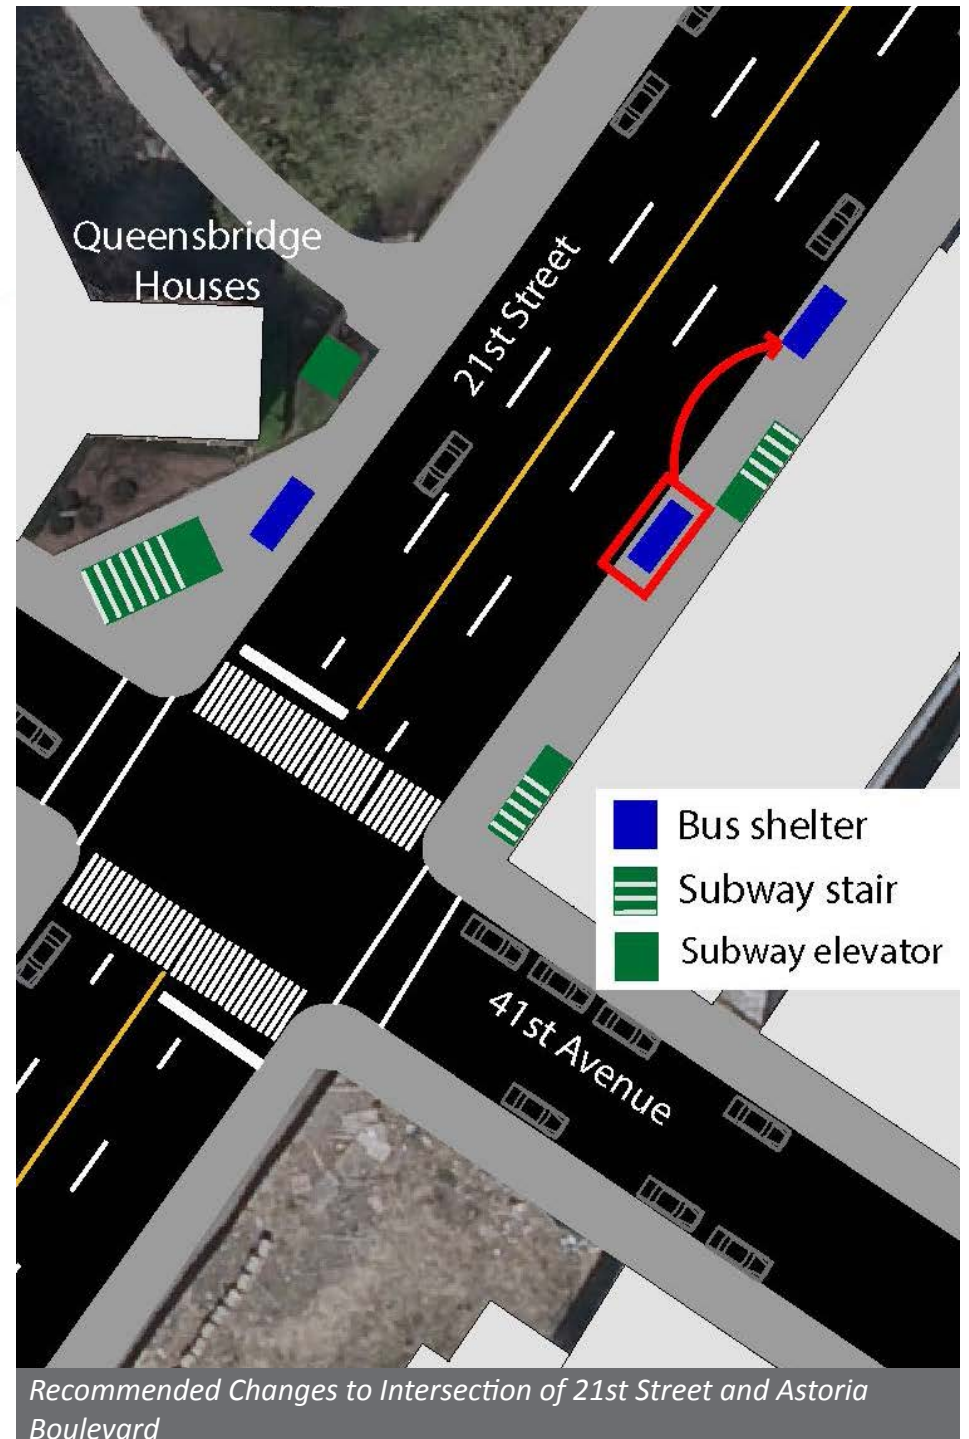 Queensbridge
Houses
21st Street
Bus shelter
Subway stair
Subway elevator
41st Avenue
Recommended Changes to Intersection of 21st Street and Astoria
Boulevard